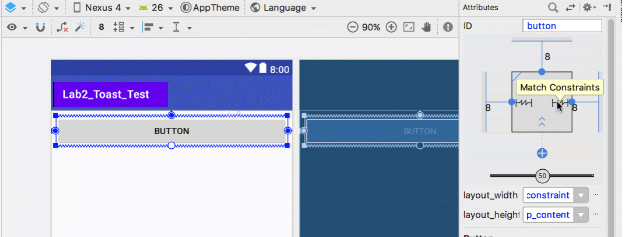 Nexus 4 26 AppTheme Language
Attributes
8 90%
ID button
8:00
Lab2_Toast_Test
8
Match Constraints
8 8
BUTTON
BUTTON
50
layout_width constraint
layout_height p_content